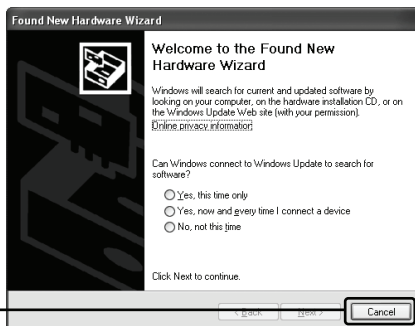 Found New Hardware Wizard
Welcome to the Found New
Hardware Wizard
Windows will search for current and updated software by
looking on your computer, on the hardware installation CD, or on
the Windows Update Web site (with your permission).
Online privacy information
Can Windows connect to Windows Update to search for
software?
Yes, this time only
Yes, now and every time I connect a device
No, not this time
Click Next to continue.
< Back
Next >
Cancel